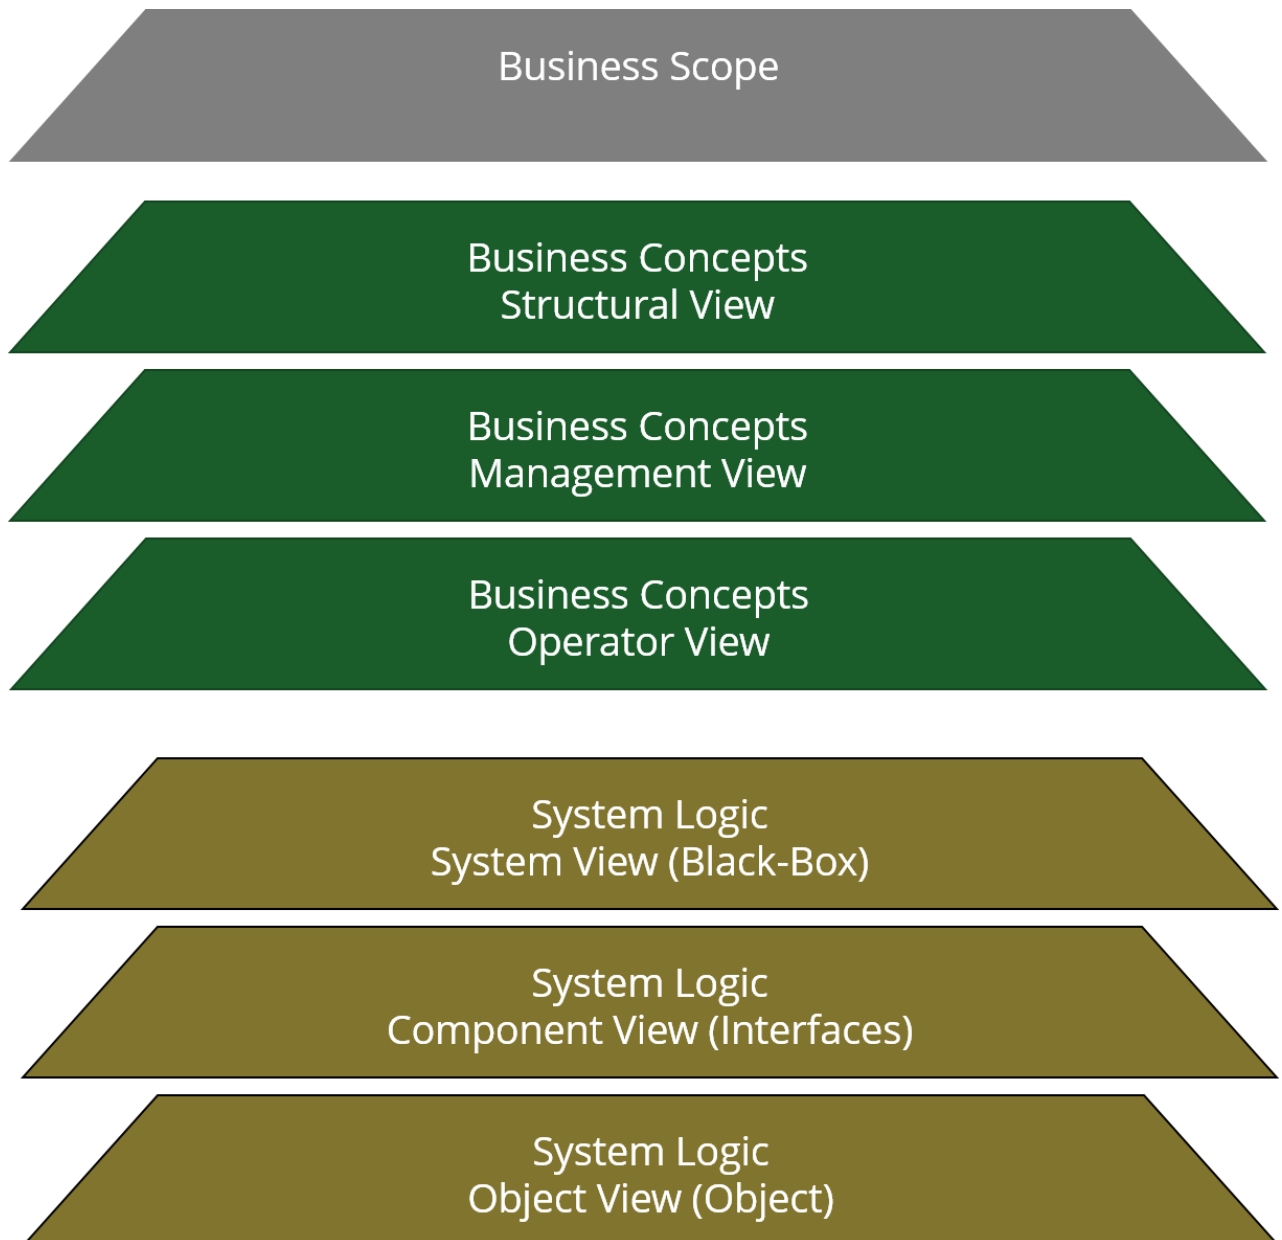 Business Scope
Business Concepts
Structural View
Business Concepts
Management View
Business Concepts
Operator View
System Logic
System View (Black-Box)
System Logic
Component View (Interfaces)
System Logic
Object View (Object)